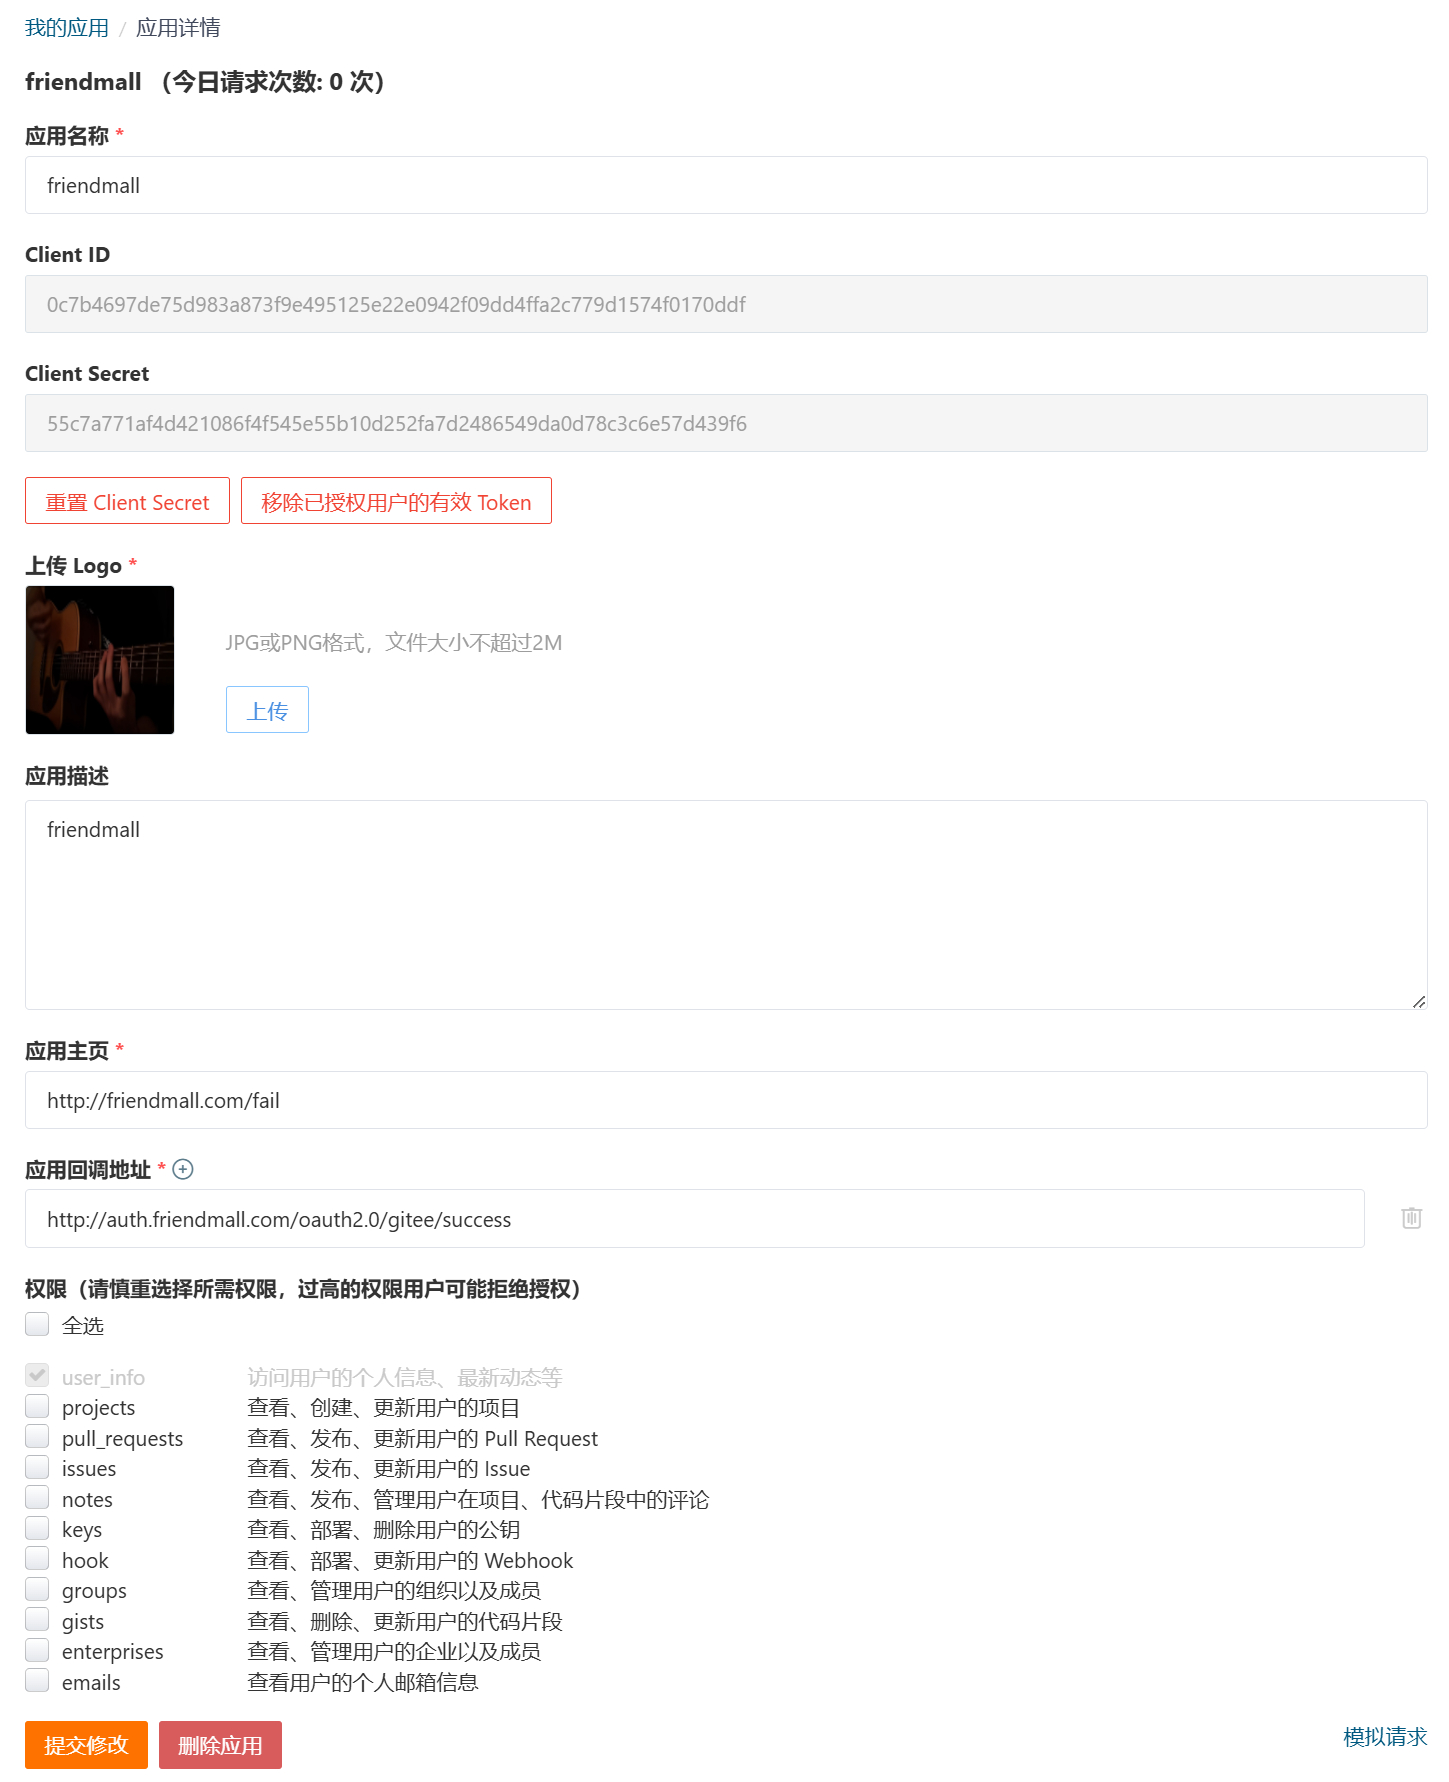 我的应用 / 应用详情
friendmall （今日请求次数: 0 次）
应用名称 *
friendmall
Client ID
0c7b4697de75d983a873f9e495125e22e0942f09dd4ffa2c779d1574f0170ddf
Client Secret
55c7a771af4d421086f4f545e55b10d252fa7d2486549da0d78c3c6e57d439f6
重置 Client Secret 移除已授权用户的有效 Token
上传 Logo *
JPG或PNG格式，文件大小不超过2M
上传
应用描述
friendmall
应用主页 *
http://friendmall.com/fail
应用回调地址 *
http://auth.friendmall.com/oauth2.0/gitee/success
权限（请慎重选择所需权限，过高的权限用户可能拒绝授权）
全选
user_info 访问用户的个人信息、最新动态等
projects 查看、创建、更新用户的项目
pull_requests 查看、发布、更新用户的 Pull Request
issues 查看、发布、更新用户的 Issue
notes 查看、发布、管理用户在项目、代码片段中的评论
keys 查看、部署、删除用户的公钥
hook 查看、部署、更新用户的 Webhook
groups 查看、管理用户的组织以及成员
gists 查看、删除、更新用户的代码片段
enterprises 查看、管理用户的企业以及成员
emails 查看用户的个人邮箱信息
提交修改 删除应用 模拟请求